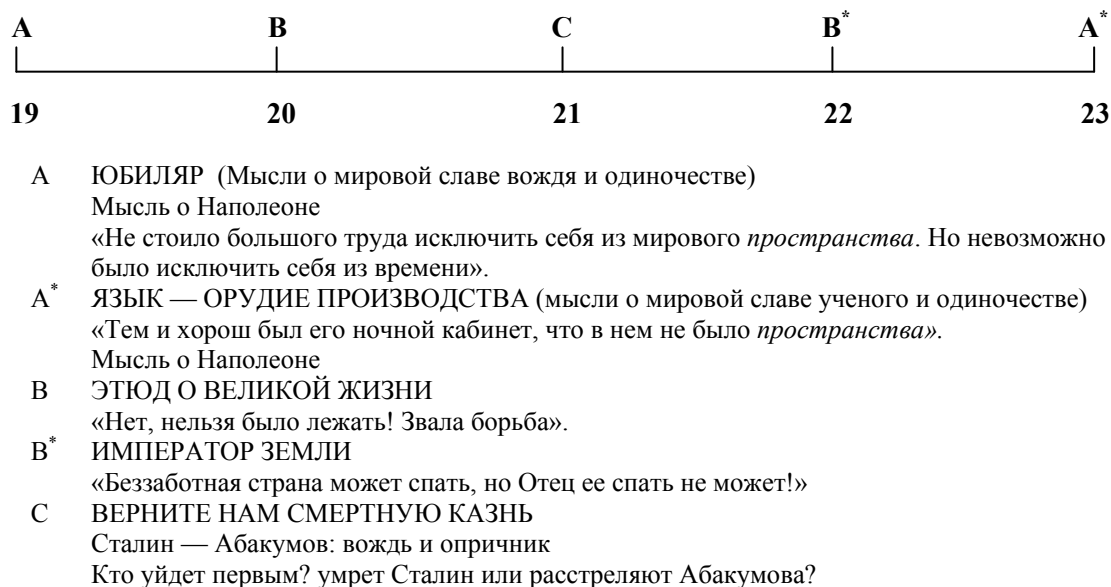 A B C B* A*
19 20 21 22 23
A ЮБИЛЯР (Мысли о мировой славе вождя и одиночестве)
Мысль о Наполеоне
«Не стоило большого труда исключить себя из мирового пространства. Но невозможно
было исключить себя из времени».
A* ЯЗЫК — ОРУДИЕ ПРОИЗВОДСТВА (мысли о мировой славе ученого и одиночестве)
«Тем и хорош был его ночной кабинет, что в нем не было пространства».
Мысль о Наполеоне
B ЭТЮД О ВЕЛИКОЙ ЖИЗНИ
«Нет, нельзя было лежать! Звала борьба».
B* ИМПЕРАТОР ЗЕМЛИ
«Беззаботная страна может спать, но Отец ее спать не может!»
C ВЕРНИТЕ НАМ СМЕРТНУЮ КАЗНЬ
Сталин — Абакумов: вождь и опричник
Кто уйдет первым? умрет Сталин или расстреляют Абакумова?